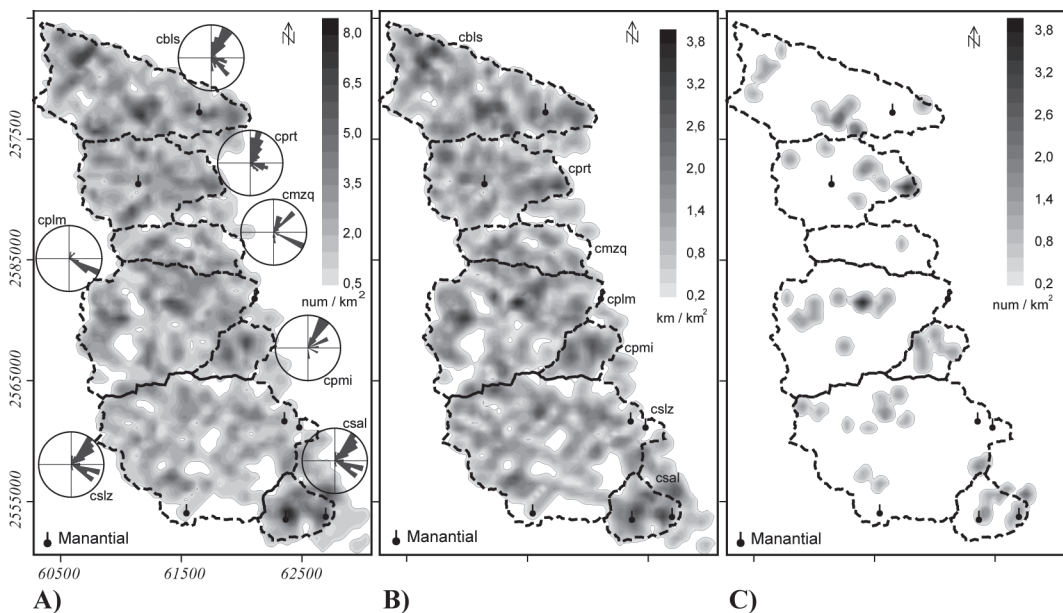 N
cbls
8,0
6,5
5,0
3,5
2,0
0,5
num / km²
cprt
cmzq
cplm
cpmi
csal
cslz
Manantial
2557500
2585000
2565000
2555000
60500
61500
62500
A)
N
cbls
3,8
3,2
2,6
2,0
1,4
0,8
0,2
km / km²
cprt
cmzq
cplm
cpmi
cslz
csal
Manantial
B)
N
3,8
3,2
2,6
2,0
1,4
0,8
0,2
km / km²
Manantial
C)